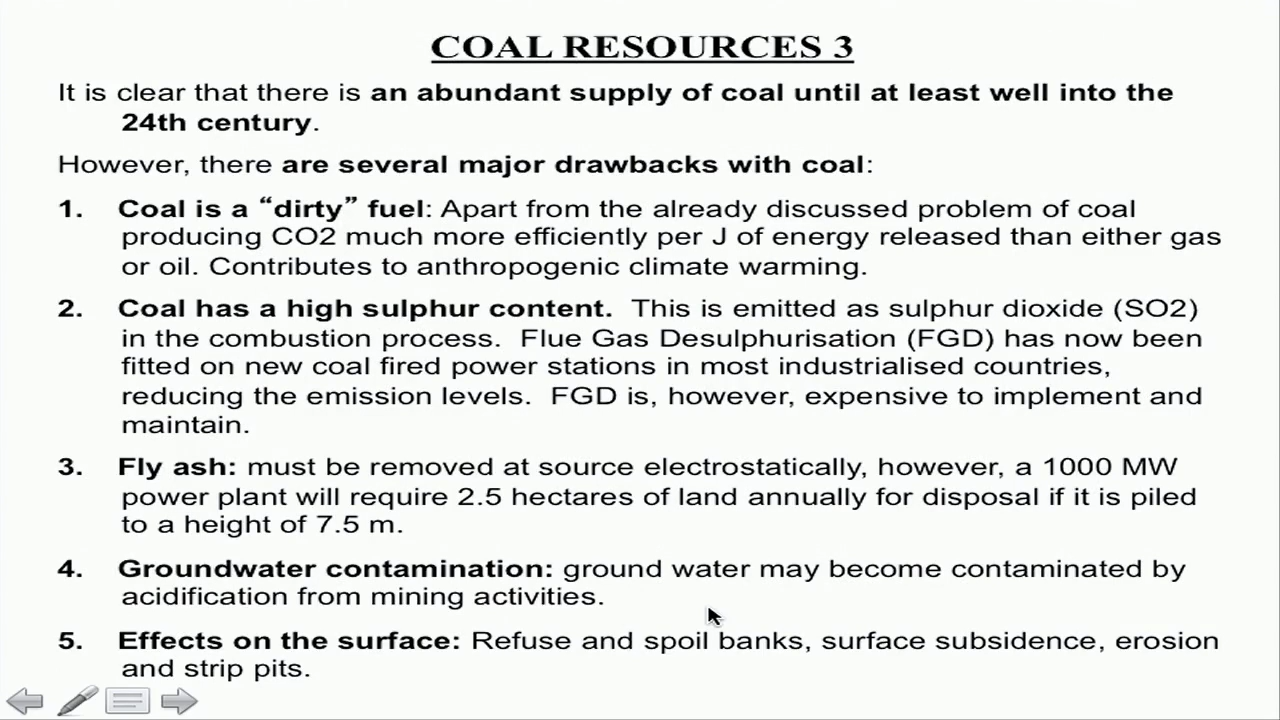 COAL RESOURCES 3
It is clear that there is an abundant supply of coal until at least well into the
24th century.
However, there are several major drawbacks with coal:
1. Coal is a “dirty” fuel: Apart from the already discussed problem of coal
producing CO2 much more efficiently per J of energy released than either gas
or oil. Contributes to anthropogenic climate warming.
2. Coal has a high sulphur content. This is emitted as sulphur dioxide (SO2)
in the combustion process. Flue Gas Desulphurisation (FGD) has now been
fitted on new coal fired power stations in most industrialised countries,
reducing the emission levels. FGD is, however, expensive to implement and
maintain.
3. Fly ash: must be removed at source electrostatically, however, a 1000 MW
power plant will require 2.5 hectares of land annually for disposal if it is piled
to a height of 7.5 m.
4. Groundwater contamination: ground water may become contaminated by
acidification from mining activities.
5. Effects on the surface: Refuse and spoil banks, surface subsidence, erosion
and strip pits.